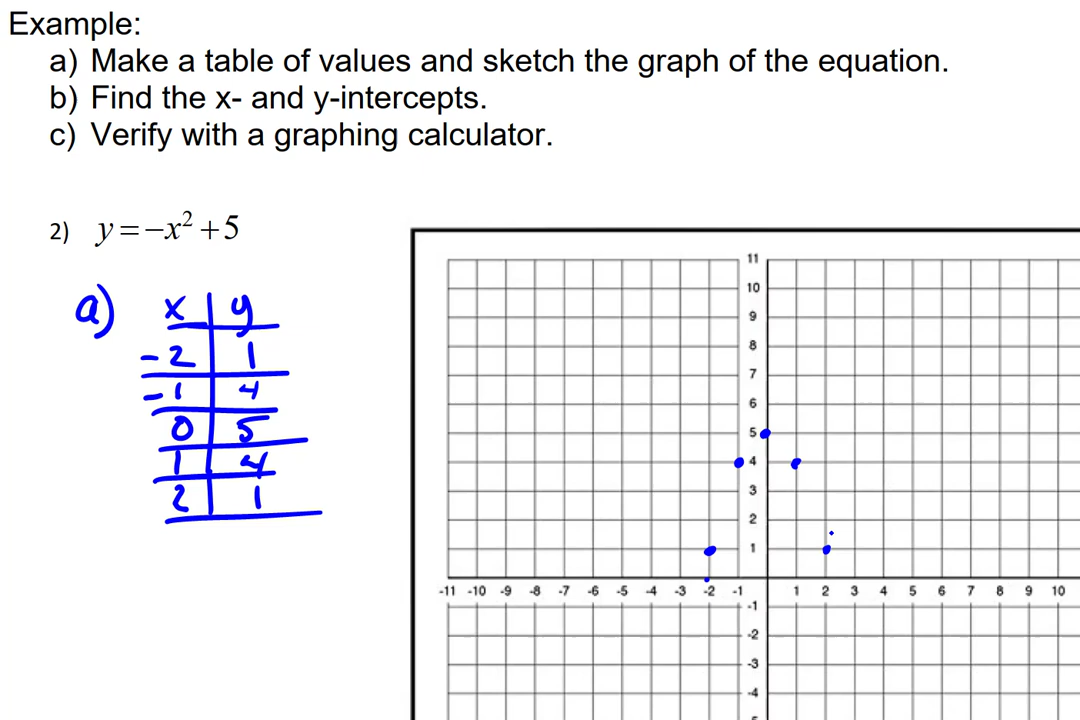 Example:
a) Make a table of values and sketch the graph of the equation.
b) Find the x- and y-intercepts.
c) Verify with a graphing calculator.
2) y=−x²+5
a) x y
-2 1
-1 4
0 5
1 4
2 1
11
10
9
8
7
6
5
4
3
2
1
-11 -10 -9 -8 -7 -6 -5 -4 -3 -2 -1 1 2 3 4 5 6 7 8 9 10
-1
-2
-3
-4